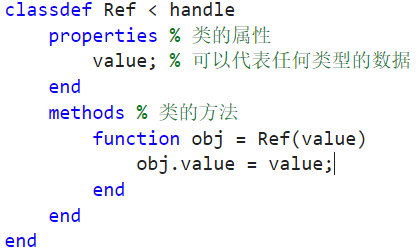 classdef Ref < handle
    properties % 类的属性
        value; % 可以代表任何类型的数据
    end
    methods % 类的方法
        function obj = Ref(value)
            obj.value = value;
        end
    end
end